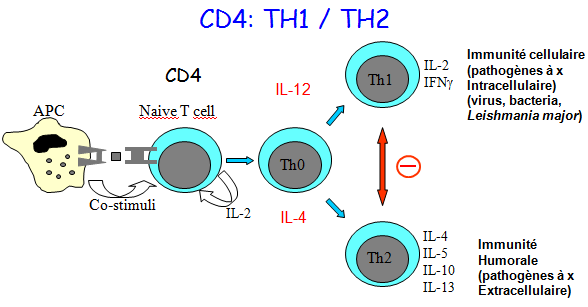 CD4: TH1 / TH2
CD4
APC
Naive T cell
Co-stimuli
IL-2
Th0
IL-12
IL-4
Th1
IL-2
IFNγ
Immunité cellulaire
(pathogènes à x
Intracellulaire)
(virus, bacteria,
Leishmania major)
Th2
IL-4
IL-5
IL-10
IL-13
Immunité
Humorale
(pathogènes à x
Extracellulaire)